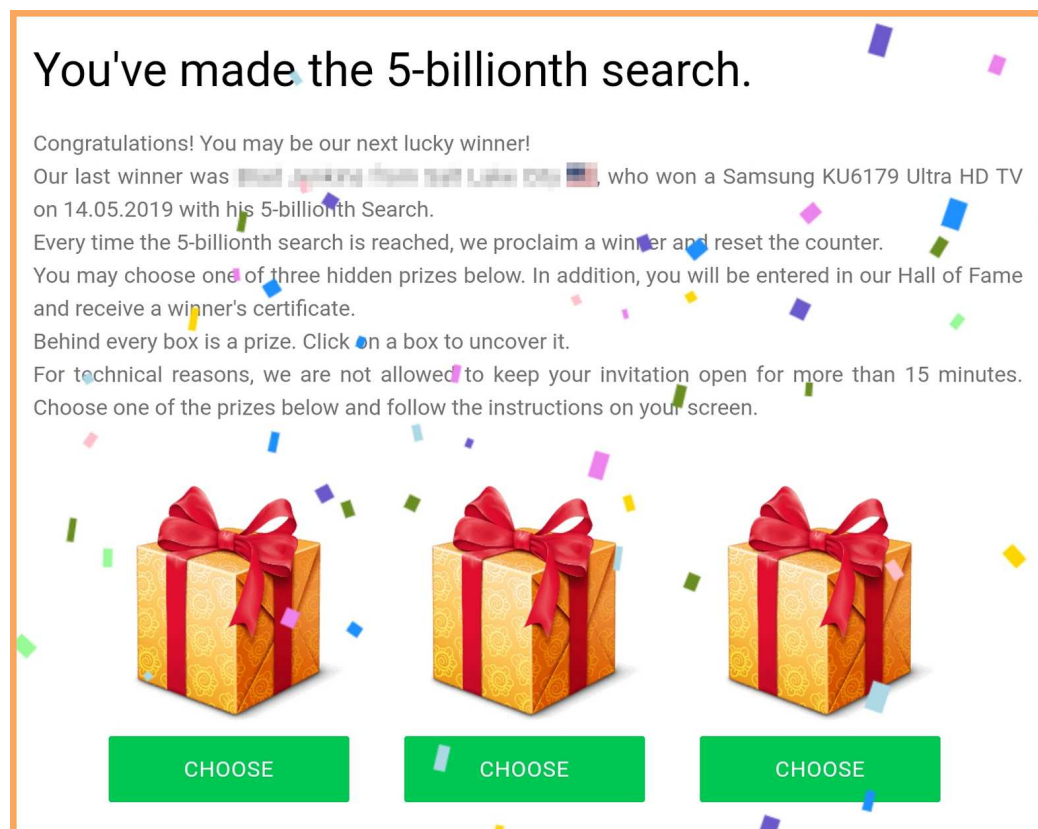 You've made the 5-billionth search.
Congratulations! You may be our next lucky winner!
Our last winner was , who won a Samsung KU6179 Ultra HD TV
on 14.05.2019 with his 5-billionth Search.
Every time the 5-billionth search is reached, we proclaim a winner and reset the counter.
You may choose one of three hidden prizes below. In addition, you will be entered in our Hall of Fame
and receive a winner's certificate.
Behind every box is a prize. Click on a box to uncover it.
For technical reasons, we are not allowed to keep your invitation open for more than 15 minutes.
Choose one of the prizes below and follow the instructions on your screen.
CHOOSE
CHOOSE
CHOOSE